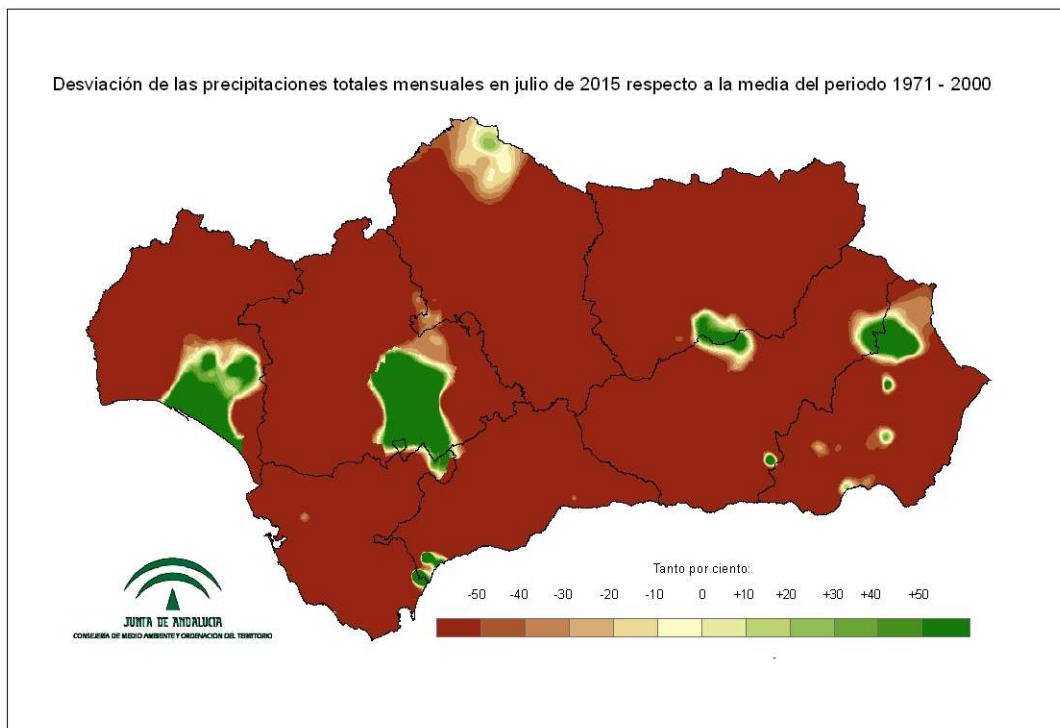 Desviación de las precipitaciones totales mensuales en julio de 2015 respecto a la media del periodo 1971 - 2000
Tanto por ciento:
-50 -40 -30 -20 -10 0 +10 +20 +30 +40 +50
JUNTA DE ANDALUCIA
CONSEJERÍA DE MEDIO AMBIENTE Y ORDENACIÓN DEL TERRITORIO